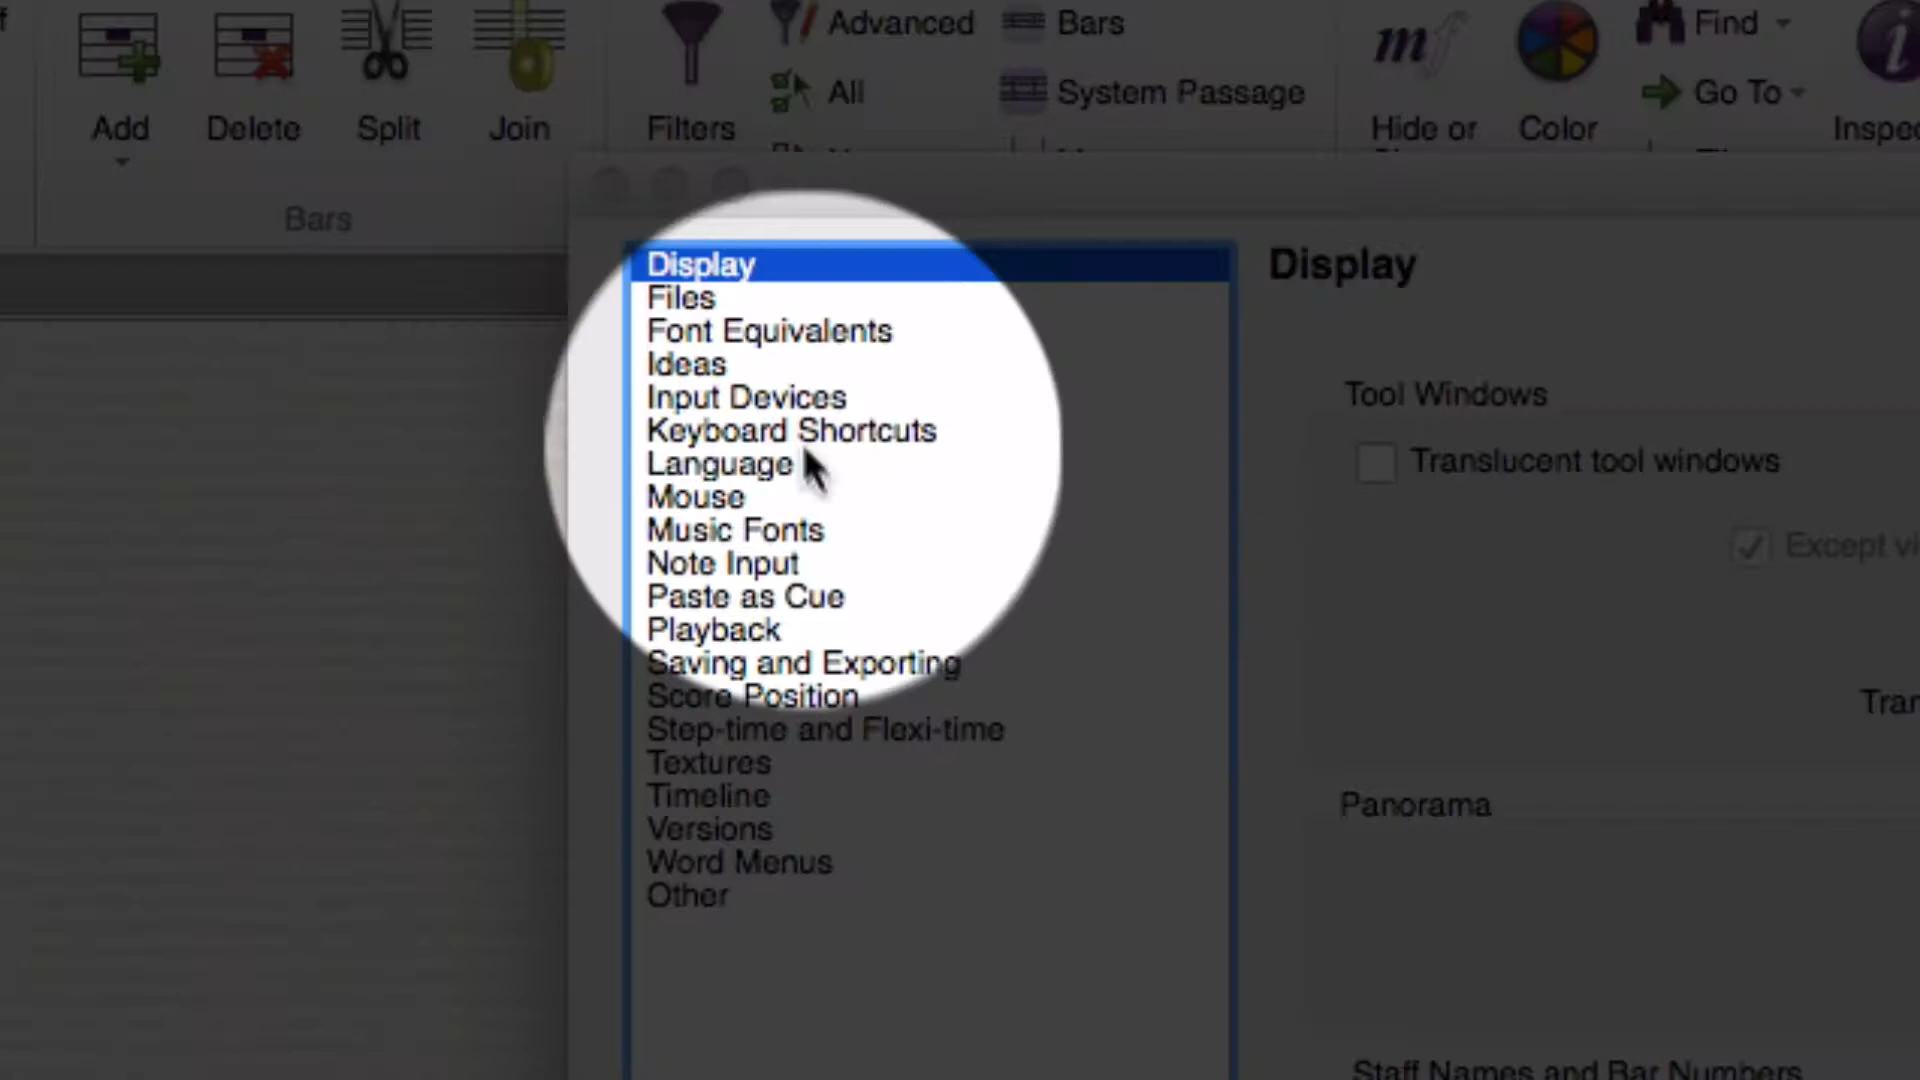 Advanced
Bars
Find
All
System Passage
Go To
Add
Delete
Split
Join
Filters
Hide or
Color
Bars
Display
Files
Font Equivalents
Ideas
Input Devices
Keyboard Shortcuts
Language
Mouse
Music Fonts
Note Input
Paste as Cue
Playback
Saving and Exporting
Score Position
Step-time and Flexi-time
Textures
Timeline
Versions
Word Menus
Other
Display
Tool Windows
Translucent tool windows
Except
Panorama
Staff Names and Bar Numbers